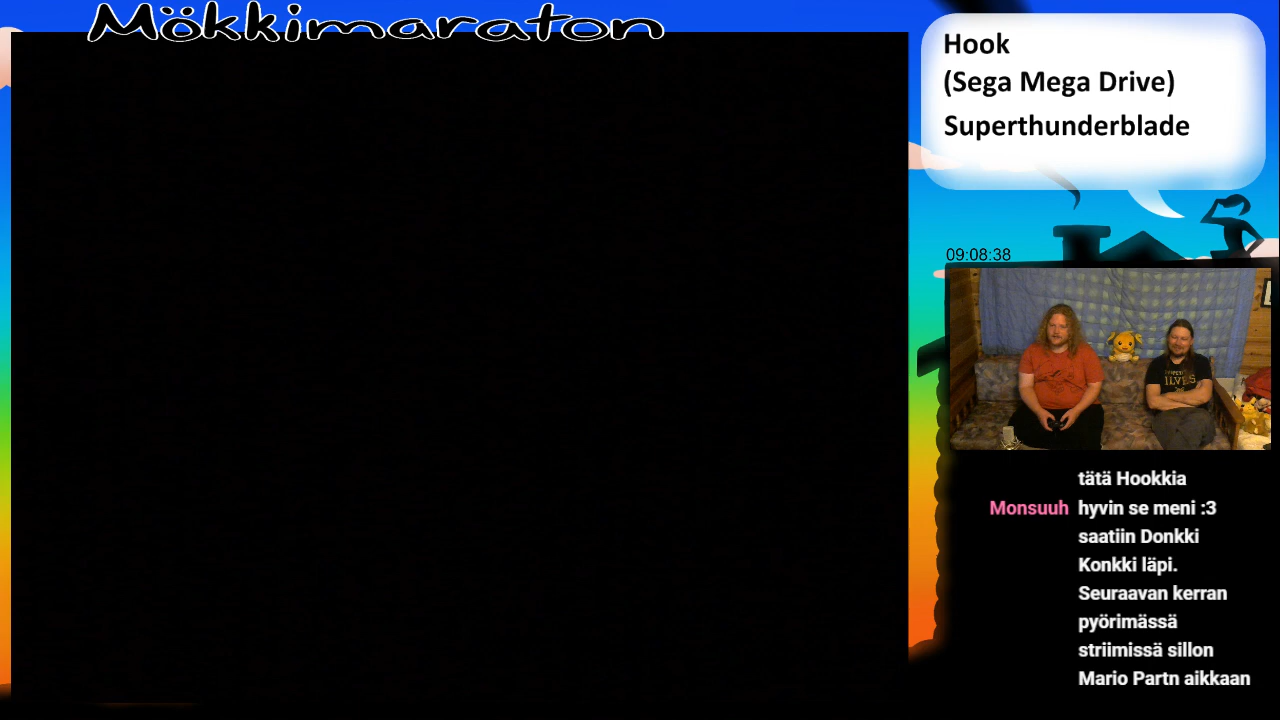 Mökkimaraton
Hook
(Sega Mega Drive)
Superthunderblade
09:08:38
tätä Hookkia
Monsuuh hyvin se meni :3
saatiin Donkki
Konkki läpi.
Seuraavan kerran
pyörimässä
striimissä sillon
Mario Partn aikkaan